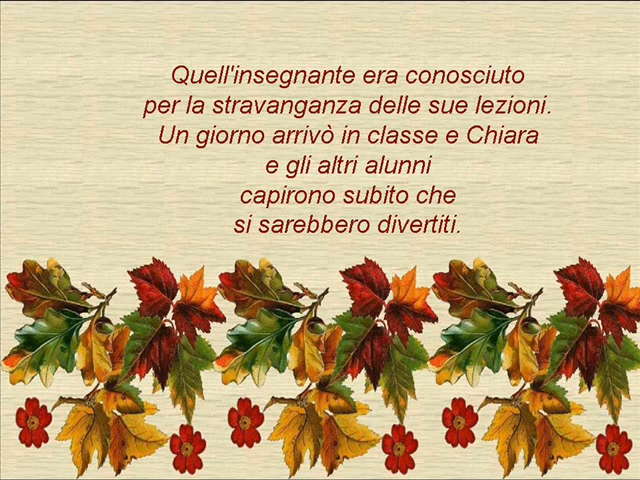 Quell'insegnante era conosciuto
per la stravanganza delle sue lezioni.
Un giorno arrivò in classe e Chiara
e gli altri alunni
capirono subito che
si sarebbero divertiti.